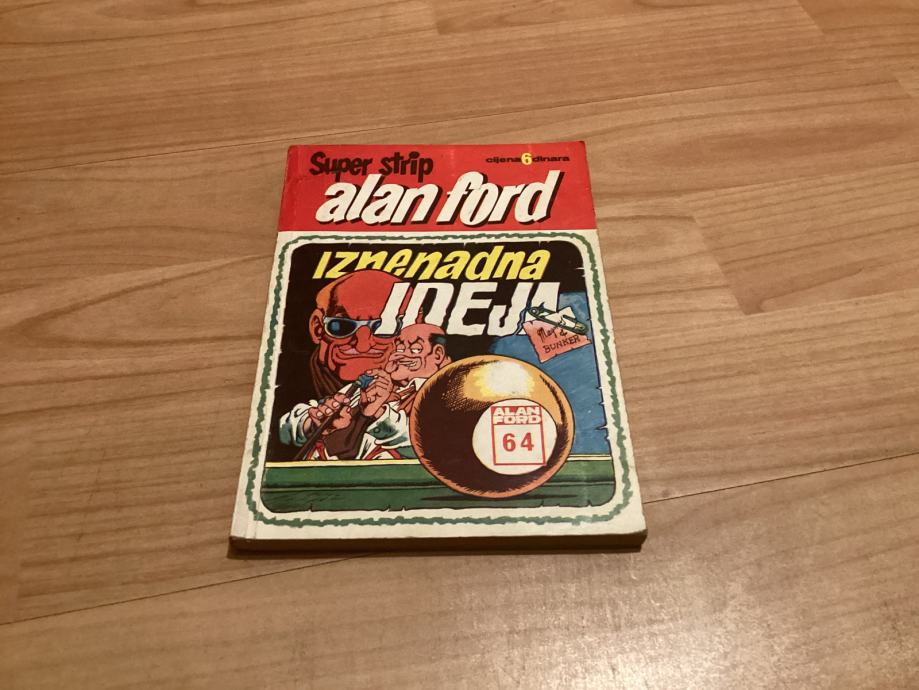 Super strip
cijena 6 dinara
alan ford
IZNENADNA
IDEJA
Max &
BUNKER
ALAN
FORD
64